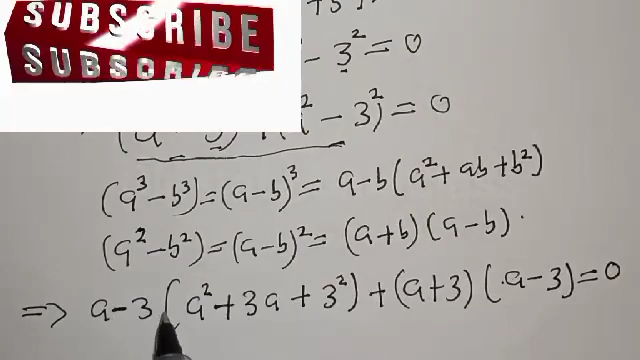 SUBSCRIBE
SUBSCRIBE
- 3² = 0
² - 3²) = 0
(a³ - b³) = (a - b)³ = a - b (a² + ab + b²)
(a² - b²) = (a - b)² = (a + b) (a - b).
=> a - 3 (a² + 3a + 3²) + (a + 3) (a - 3) = 0